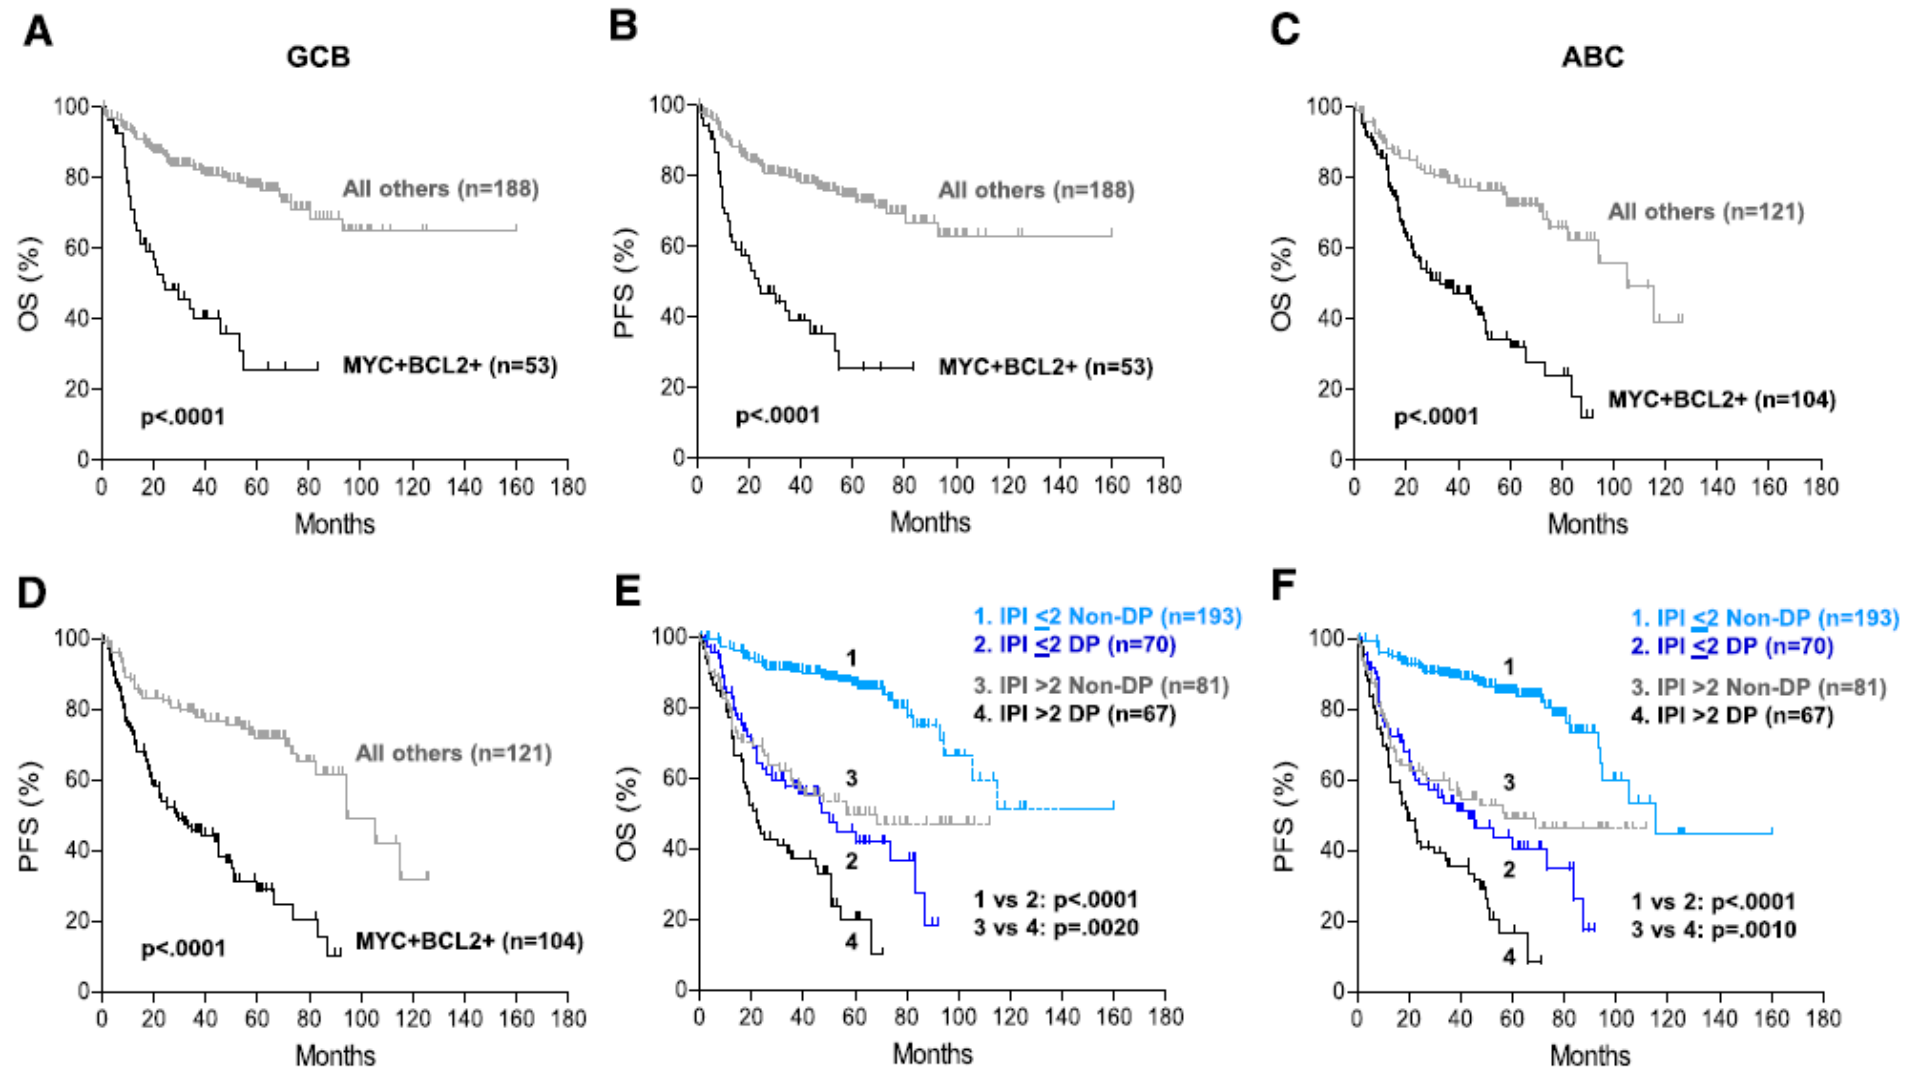 A
GCB
OS (%)
100
80
60
40
20
0
All others (n=188)
MYC+BCL2+ (n=53)
p<.0001
0 20 40 60 80 100 120 140 160 180
Months
B
PFS (%)
100
80
60
40
20
0
All others (n=188)
MYC+BCL2+ (n=53)
p<.0001
0 20 40 60 80 100 120 140 160 180
Months
C
ABC
OS (%)
100
80
60
40
20
0
All others (n=121)
MYC+BCL2+ (n=104)
p<.0001
0 20 40 60 80 100 120 140 160 180
Months
D
PFS (%)
100
80
60
40
20
0
All others (n=121)
MYC+BCL2+ (n=104)
p<.0001
0 20 40 60 80 100 120 140 160 180
Months
E
OS (%)
100
80
60
40
20
0
1. IPI ≤2 Non-DP (n=193)
2. IPI ≤2 DP (n=70)
3. IPI >2 Non-DP (n=81)
4. IPI >2 DP (n=67)
1
3
2
4
1 vs 2: p<.0001
3 vs 4: p=.0020
0 20 40 60 80 100 120 140 160 180
Months
F
PFS (%)
100
80
60
40
20
0
1. IPI ≤2 Non-DP (n=193)
2. IPI ≤2 DP (n=70)
3. IPI >2 Non-DP (n=81)
4. IPI >2 DP (n=67)
1
3
2
4
1 vs 2: p<.0001
3 vs 4: p=.0010
0 20 40 60 80 100 120 140 160 180
Months